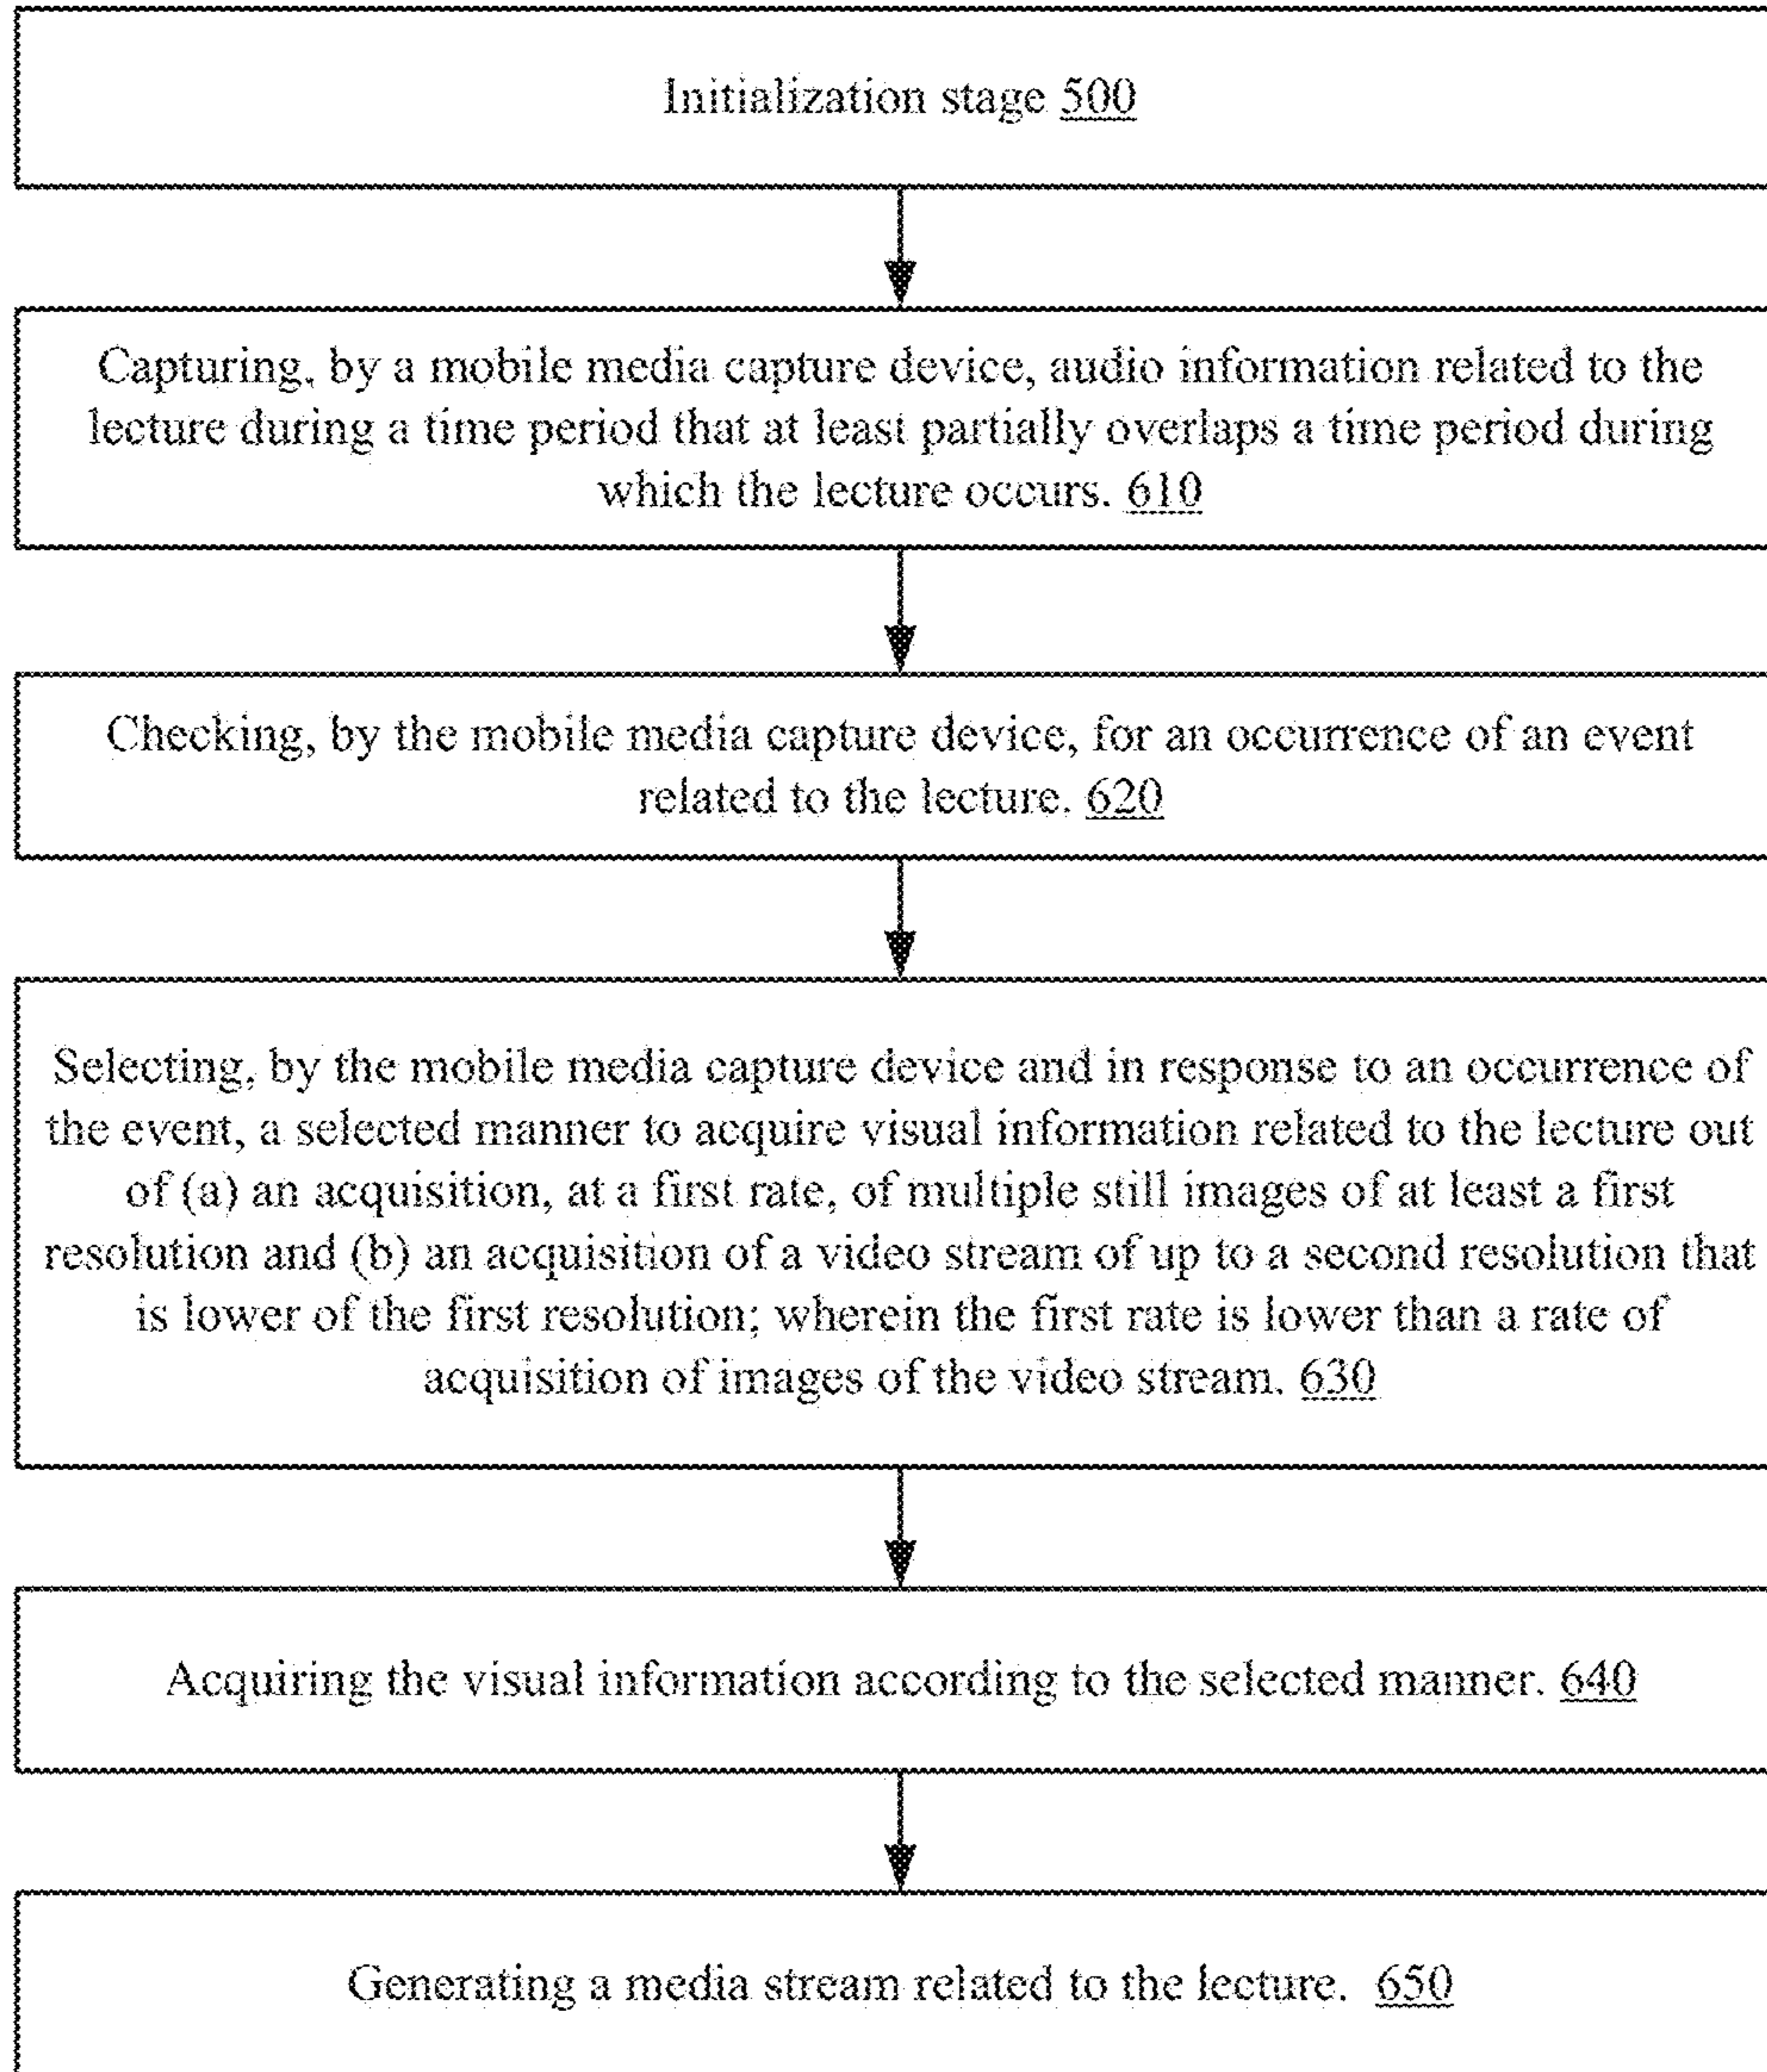 Initialization stage 500
Capturing, by a mobile media capture device, audio information related to the
lecture during a time period that at least partially overlaps a time period during
which the lecture occurs. 610
Checking, by the mobile media capture device, for an occurrence of an event
related to the lecture. 620
Selecting, by the mobile media capture device and in response to an occurrence of
the event, a selected manner to acquire visual information related to the lecture out
of (a) an acquisition, at a first rate, of multiple still images of at least a first
resolution and (b) an acquisition of a video stream of up to a second resolution that
is lower of the first resolution; wherein the first rate is lower than a rate of
acquisition of images of the video stream. 630
Acquiring the visual information according to the selected manner. 640
Generating a media stream related to the lecture. 650